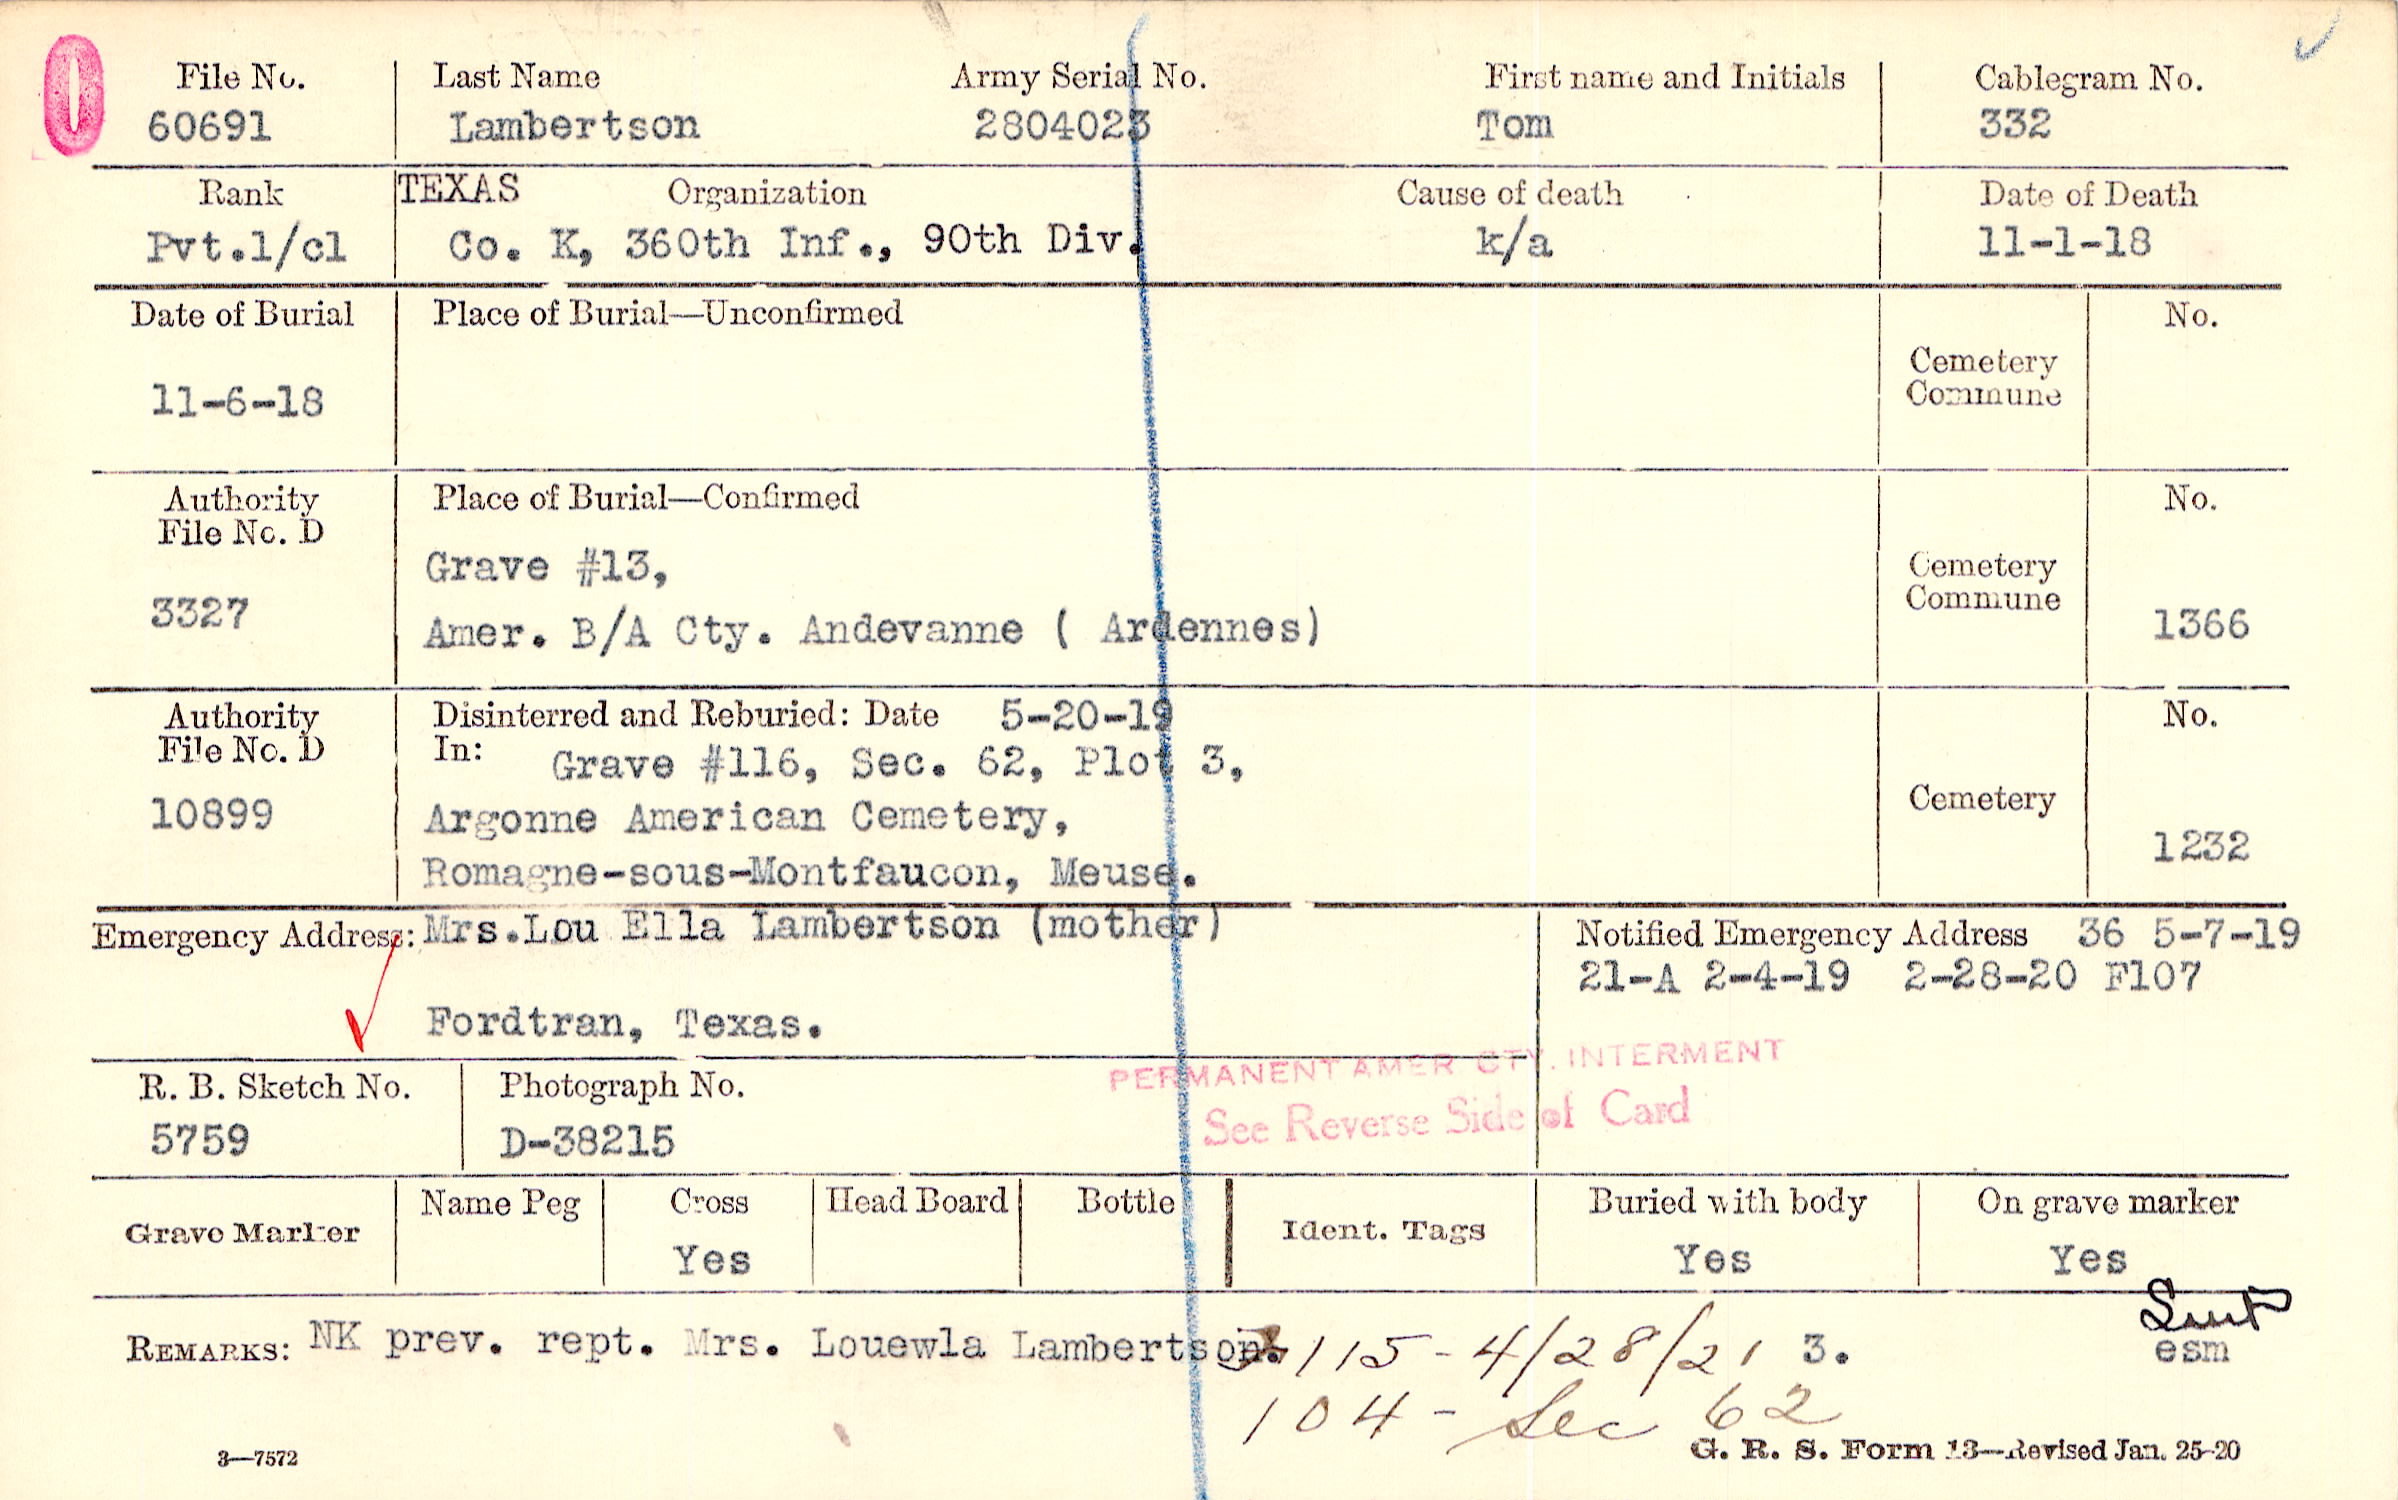 0
File No. Last Name Army Serial No. First name and Initials Cablegram No.
60691 Lambertson 2804023 Tom 332
Rank TEXAS Organization Cause of death Date of Death
Pvt.1/cl Co. K, 360th Inf., 90th Div. k/a 11-1-18
Date of Burial Place of Burial—Unconfirmed No.
Cemetery
Commune
11-6-18
Authority Place of Burial—Confirmed No.
File No. D
Grave #13, Cemetery
Commune
3327 Amer. B/A Cty. Andevanne ( Ardennes) 1366
Authority Disinterred and Reburied: Date 5-20-19 No.
File No. D In: Grave #116, Sec. 62, Plot 3,
Cemetery
10899 Argonne American Cemetery,
Romagne-sous-Montfaucon, Meuse. 1232
Emergency Address: Mrs.Lou Ella Lambertson (mother) Notified Emergency Address 36 5-7-19
21-A 2-4-19 2-28-20 F107
Fordtran, Texas.
PERMANENT AMER CTY. INTERMENT
R. B. Sketch No. Photograph No.
See Reverse Side of Card
5759 D-38215
Name Peg Cross Head Board Bottle Buried with body On grave marker
Grave Marker Ident. Tags
Yes Yes Yes
REMARKS: NK prev. rept. Mrs. Louewla Lambertson. 115-4/28/21 3. esm
104 - Sec 62
3—7572 G. R. S. Form 13—Revised Jan. 25-20